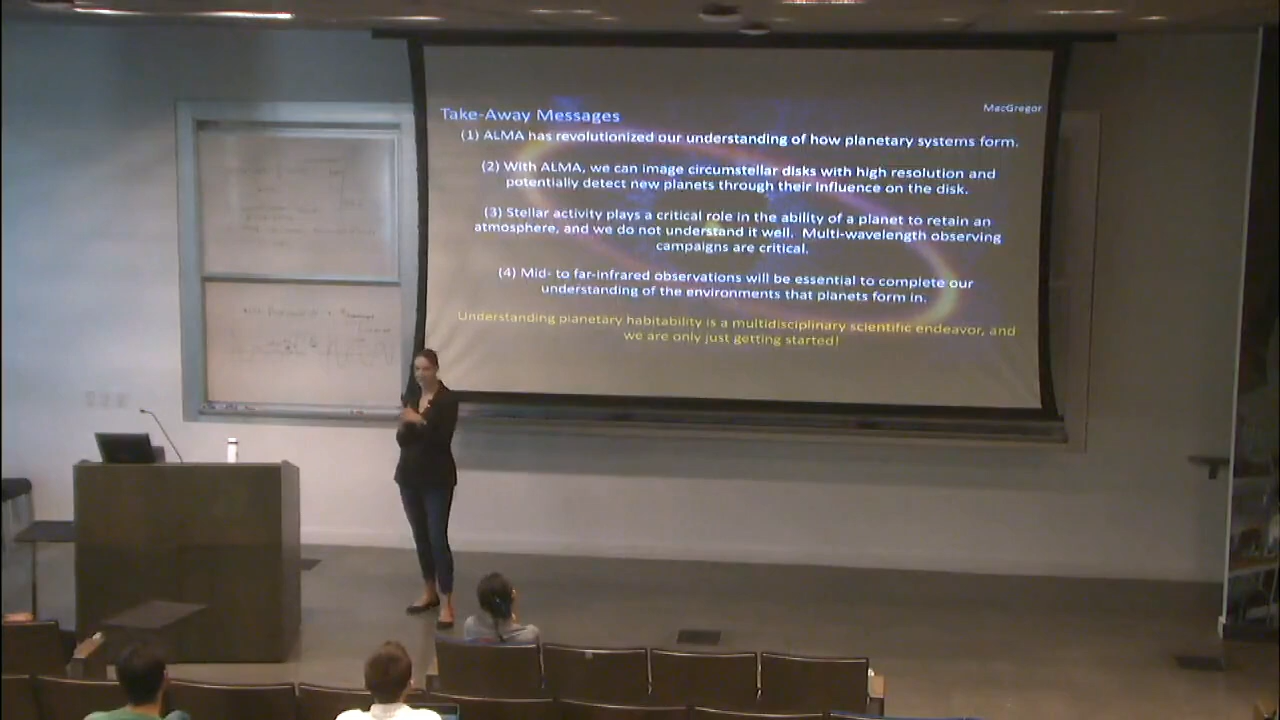 Take-Away Messages
MacGregor
(1) ALMA has revolutionized our understanding of how planetary systems form.
(2) With ALMA, we can image circumstellar disks with high resolution and
potentially detect new planets through their influence on the disk.
(3) Stellar activity plays a critical role in the ability of a planet to retain an
atmosphere, and we do not understand it well. Multi-wavelength observing
campaigns are critical.
(4) Mid- to far-infrared observations will be essential to complete our
understanding of the environments that planets form in.
Understanding planetary habitability is a multidisciplinary scientific endeavor, and
we are only just getting started!